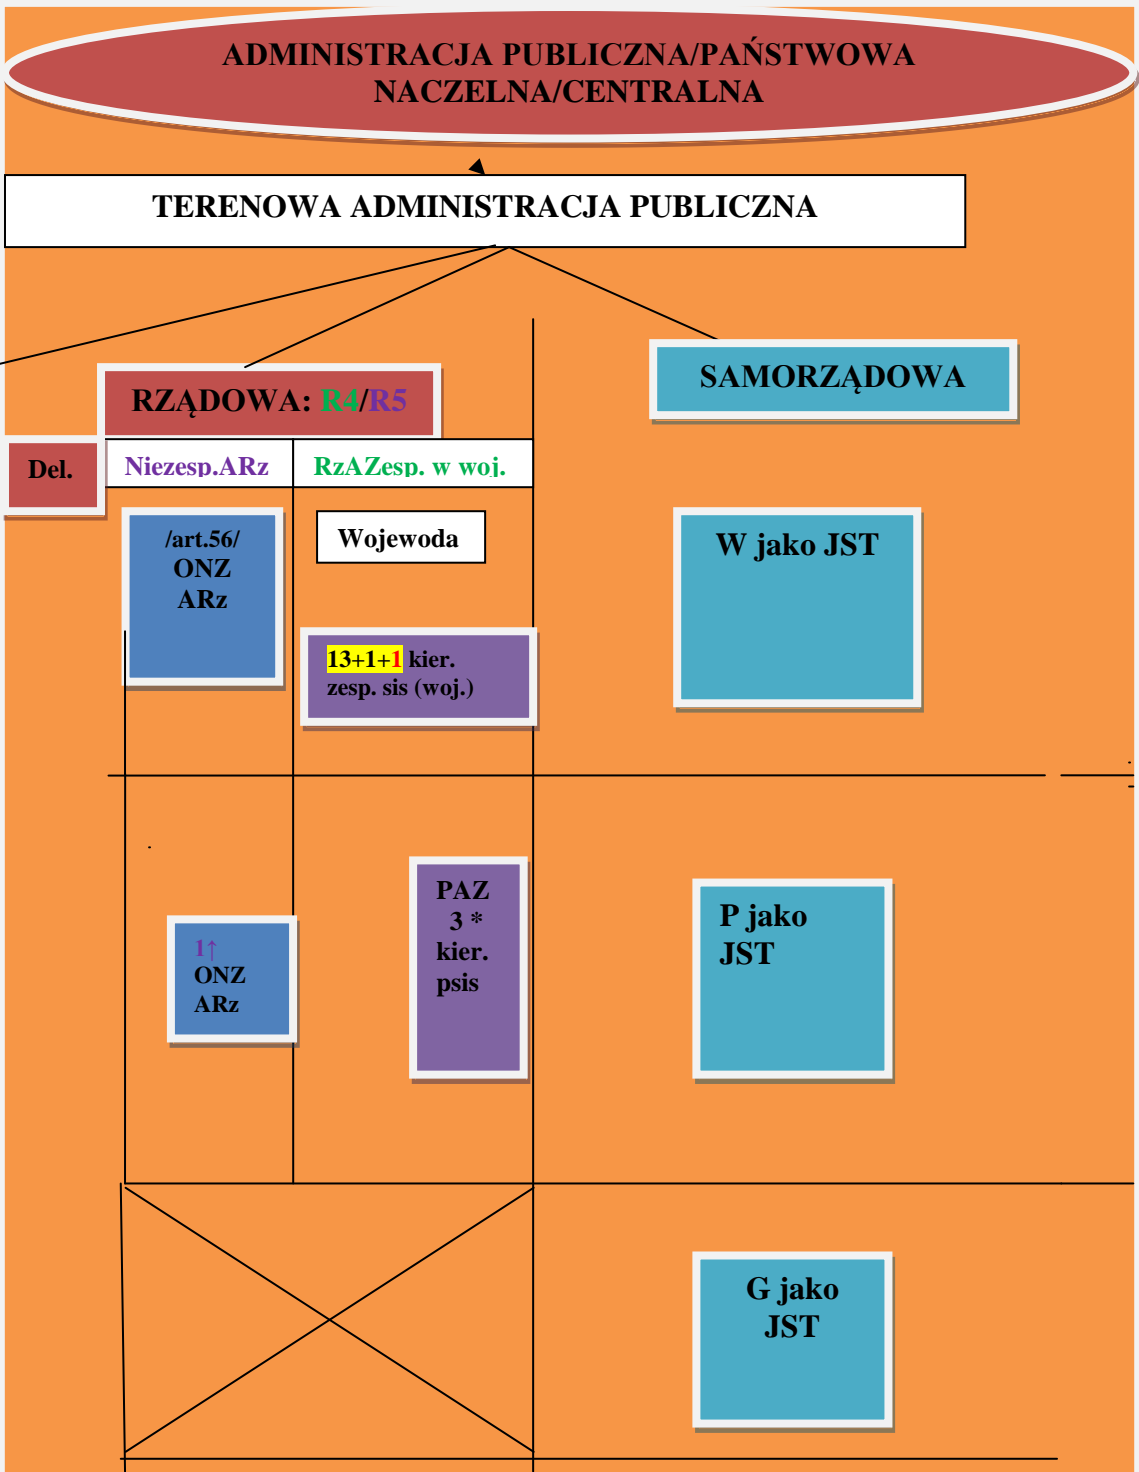 ADMINISTRACJA PUBLICZNA/PAŃSTWOWA
NACZELNA/CENTRALNA
TERENOWA ADMINISTRACJA PUBLICZNA
RZĄDOWA: R4/R5
SAMORZĄDOWA
Del.
Niezesp.ARz
RzAZesp. w woj.
/art.56/
ONZ
ARz
Wojewoda
13+1+1 kier.
zesp. sis (woj.)
W jako JST
1↑
ONZ
ARz
PAZ
3 *
kier.
psis
P jako
JST
G jako
JST